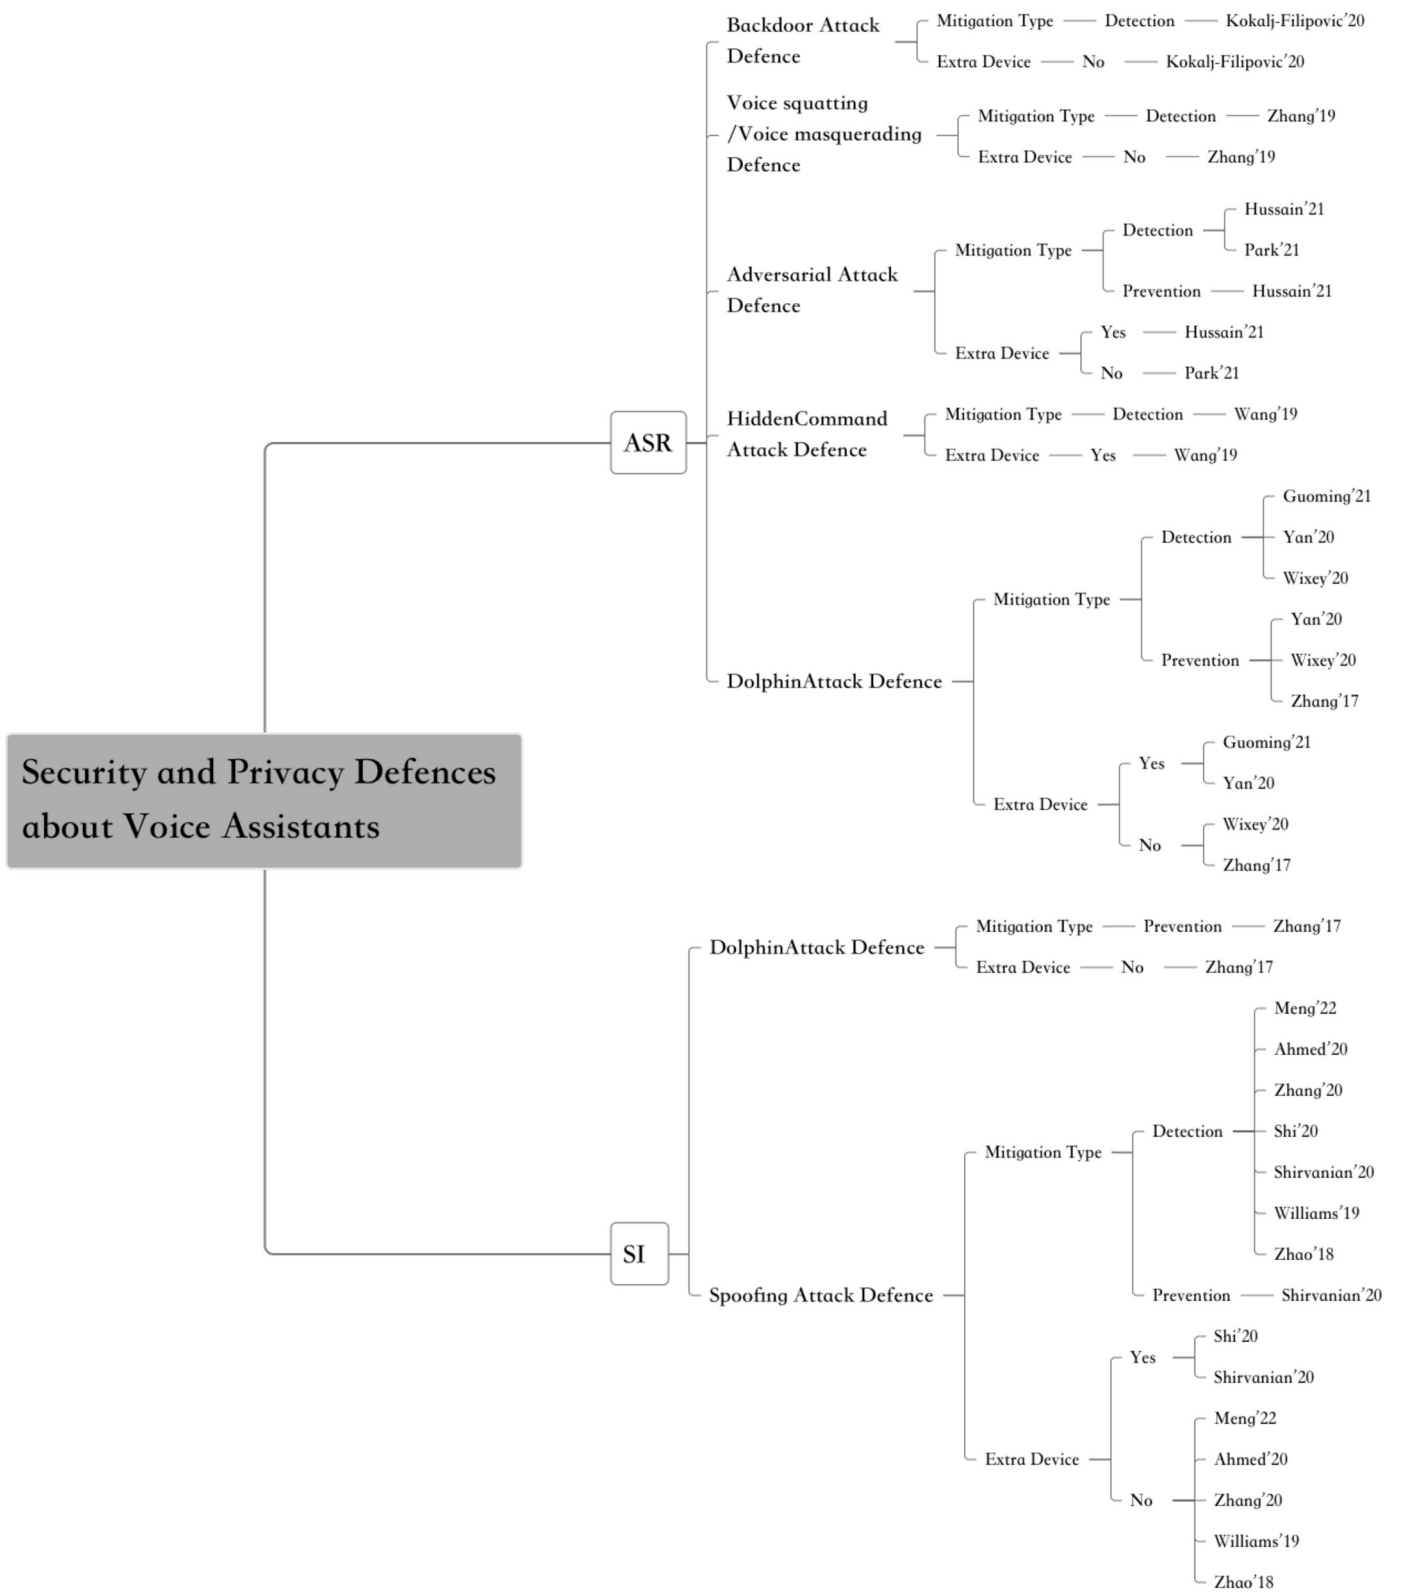 Backdoor Attack
Defence
Mitigation Type
Detection
Kokalj-Filipovic'20
Extra Device
No
Kokalj-Filipovic'20
Voice squatting
/Voice masquerading
Defence
Mitigation Type
Detection
Zhang'19
Extra Device
No
Zhang'19
Adversarial Attack
Defence
Mitigation Type
Detection
Hussain'21
Park'21
Prevention
Hussain'21
Extra Device
Yes
Hussain'21
No
Park'21
ASR
HiddenCommand
Attack Defence
Mitigation Type
Detection
Wang'19
Extra Device
Yes
Wang'19
DolphinAttack Defence
Mitigation Type
Detection
Guoming'21
Yan'20
Wixey'20
Prevention
Yan'20
Wixey'20
Zhang'17
Extra Device
Yes
Guoming'21
Yan'20
No
Wixey'20
Zhang'17
Security and Privacy Defences
about Voice Assistants
SI
DolphinAttack Defence
Mitigation Type
Prevention
Zhang'17
Extra Device
No
Zhang'17
Spoofing Attack Defence
Mitigation Type
Detection
Meng'22
Ahmed'20
Zhang'20
Shi'20
Shirvanian'20
Williams'19
Zhao'18
Prevention
Shirvanian'20
Extra Device
Yes
Shi'20
Shirvanian'20
No
Meng'22
Ahmed'20
Zhang'20
Williams'19
Zhao'18